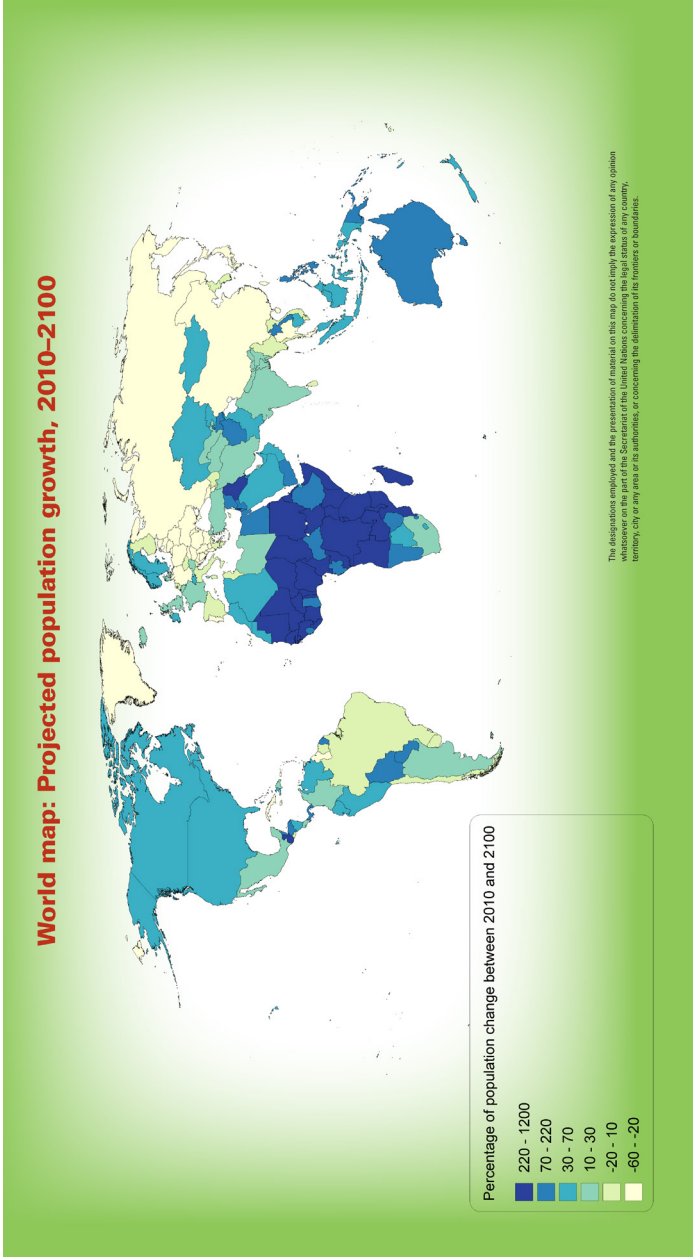 World map: Projected population growth, 2010–2100
Percentage of population change between 2010 and 2100
220 - 1200
70 - 220
30 - 70
10 - 30
-20 - 10
-60 - -20
The designations employed and the presentation of material on this map do not imply the expression of any opinion
whatsoever on the part of the Secretariat of the United Nations concerning the legal status of any country,
territory, city or any area or its authorities, or concerning the delimitation of its frontiers or boundaries.